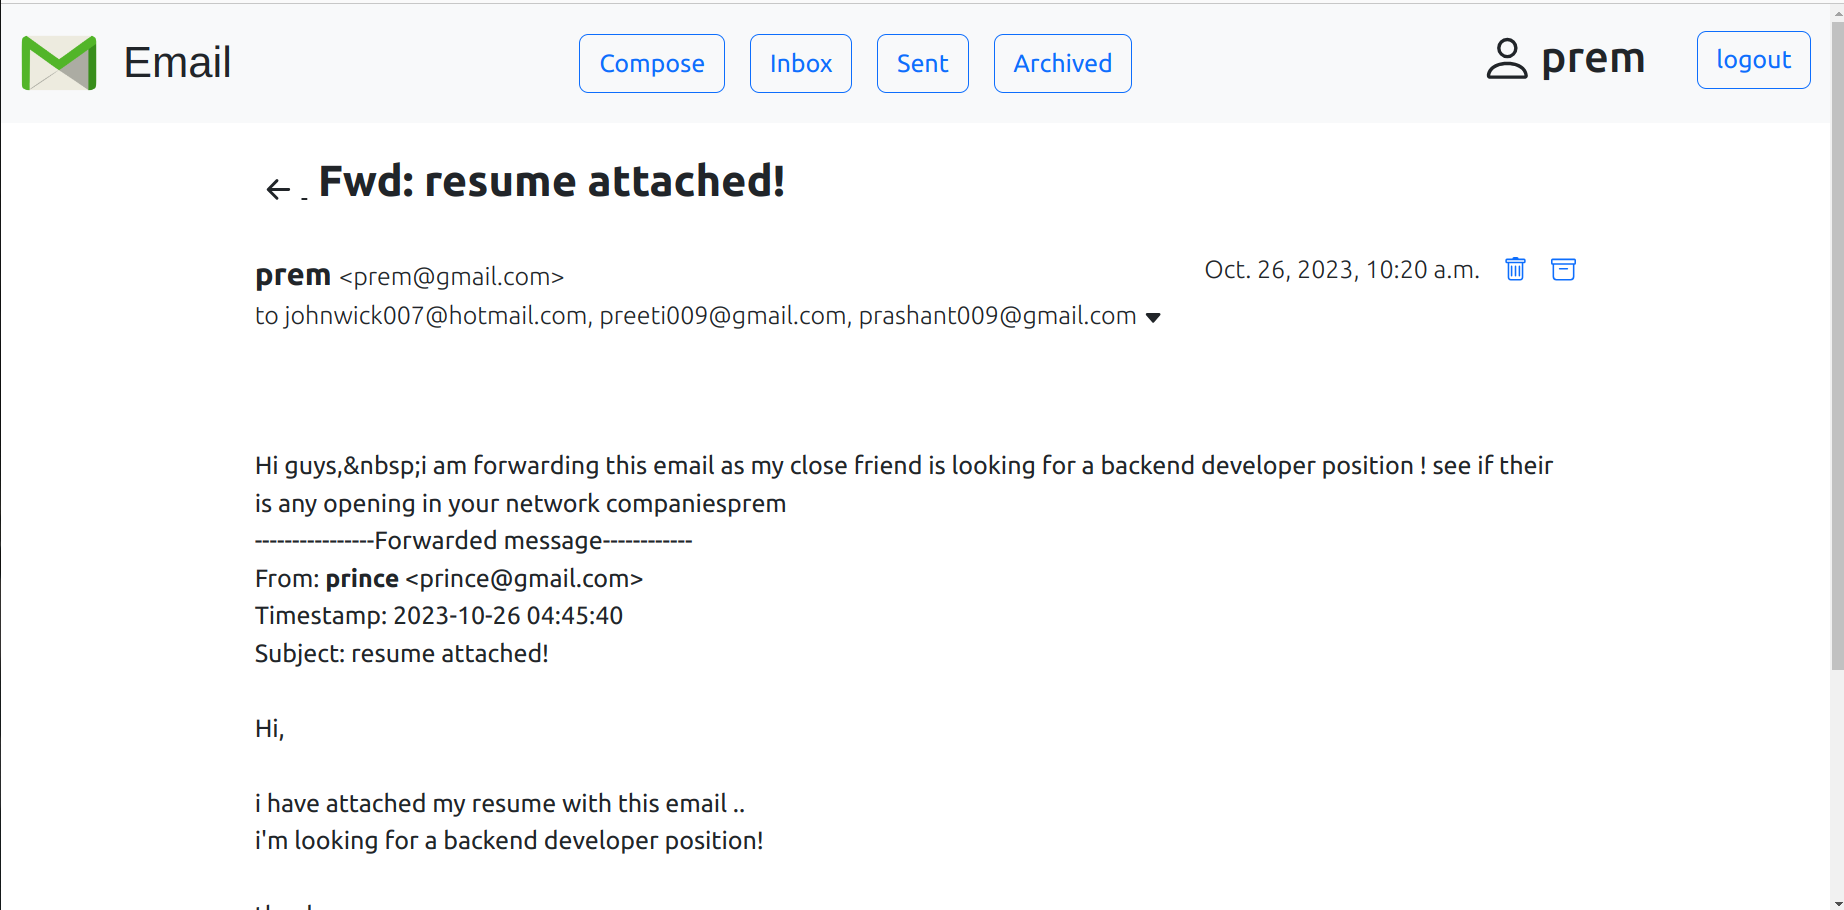 Email
Compose
Inbox
Sent
Archived
prem
logout
Fwd: resume attached!
prem <prem@gmail.com>
Oct. 26, 2023, 10:20 a.m.
to johnwick007@hotmail.com, preeti009@gmail.com, prashant009@gmail.com
Hi guys,&nbsp;i am forwarding this email as my close friend is looking for a backend developer position ! see if their
is any opening in your network companiesprem
----------------Forwarded message------------
From: prince <prince@gmail.com>
Timestamp: 2023-10-26 04:45:40
Subject: resume attached!
Hi,
i have attached my resume with this email ..
i'm looking for a backend developer position!